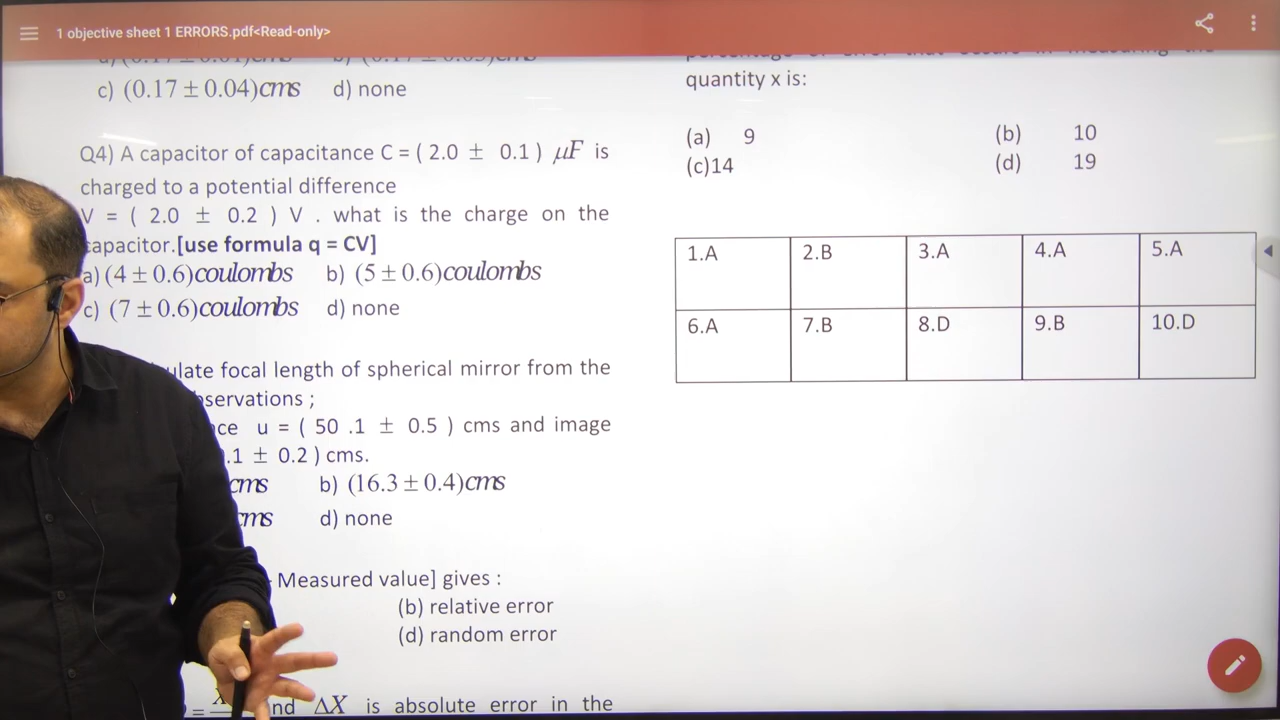 1 objective sheet 1 ERRORS.pdf<Read-only>
c) (0.17 ± 0.04)cms d) none
Q4) A capacitor of capacitance C = ( 2.0 ± 0.1 ) μF is
charged to a potential difference
V = ( 2.0 ± 0.2 ) V . what is the charge on the
capacitor.[use formula q = CV]
a) (4 ± 0.6)coulombs b) (5 ± 0.6)coulombs
c) (7 ± 0.6)coulombs d) none
ulate focal length of spherical mirror from the
bservations ;
nce u = ( 50 .1 ± 0.5 ) cms and image
.1 ± 0.2 ) cms.
cms b) (16.3 ± 0.4)cms
cms d) none
- Measured value] gives :
(b) relative error
(d) random error
nd ΔX is absolute error in the
quantity x is:
(a) 9 (b) 10
(c)14 (d) 19
1.A 2.B 3.A 4.A 5.A
6.A 7.B 8.D 9.B 10.D